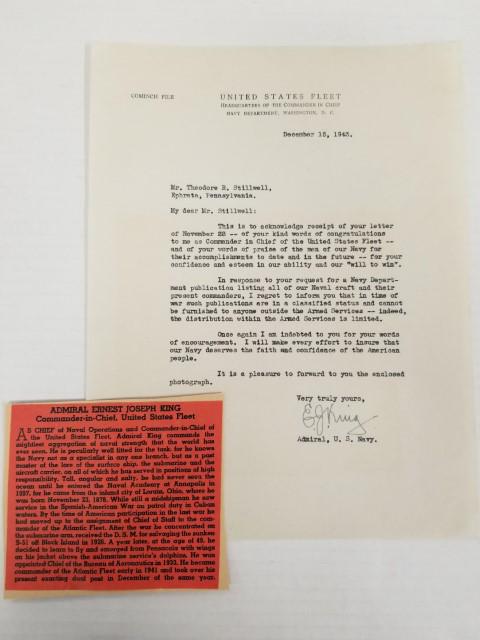 COMINCH FILE
UNITED STATES FLEET
HEADQUARTERS OF THE COMMANDER IN CHIEF
NAVY DEPARTMENT, WASHINGTON, D. C.
December 15, 1943.
Mr. Theodore R. Stillwell,
Ephrata, Pennsylvania.
My dear Mr. Stillwell:
This is to acknowledge receipt of your letter
of November 22 -- of your kind words of congratulations
to me as Commander in Chief of the United States Fleet --
and of your words of praise of the men of our Navy for
their accomplishments to date and in the future -- for your
confidence and esteem in our ability and our "will to win".
In response to your request for a Navy Depart-
ment publication listing all of our Naval craft and their
present commanders, I regret to inform you that in time of
war such publications are in a classified status and cannot
be furnished to anyone outside the Armed Services -- indeed,
the distribution within the Armed Services is limited.
Once again I am indebted to you for your words
of encouragement. I will make every effort to insure that
our Navy deserves the faith and confidence of the American
people.
It is a pleasure to forward to you the enclosed
photograph.
Very truly yours,
E J King
Admiral, U. S. Navy.
ADMIRAL ERNEST JOSEPH KING
Commander-in-Chief, United States Fleet
AS CHIEF of Naval Operations and Commander-in-Chief of
the United States Fleet, Admiral King commands the
mightiest aggregation of naval strength that the world has
ever seen. He is peculiarly well fitted for the task, for he knows
the Navy not as a specialist in any one branch, but as a past
master of the lore of the surface ship, the submarine and the
aircraft carrier, on all of which he has served in positions of high
responsibility. Tall, angular and salty, he had never seen the
ocean until he entered the Naval Academy at Annapolis in
1897, for he came from the inland city of Lorain, Ohio, where he
was born November 23, 1878. While still a midshipman he saw
service in the Spanish-American War on patrol duty in Cuban
waters. By the time of American participation in the last war he
had moved up to the assignment of Chief of Staff to the com-
mander of the Atlantic Fleet. After the war he concentrated on
the submarine arm, received the D. S. M. for salvaging the sunken
S-51 off Block Island in 1926. A year later, at the age of 48, he
decided to learn to fly and emerged from Pensacola with wings
on his jacket above the submarine service's dolphins. He was
appointed Chief of the Bureau of Aeronautics in 1933. He became
commander of the Atlantic Fleet early in 1941 and took over his
present exacting dual post in December of the same year.